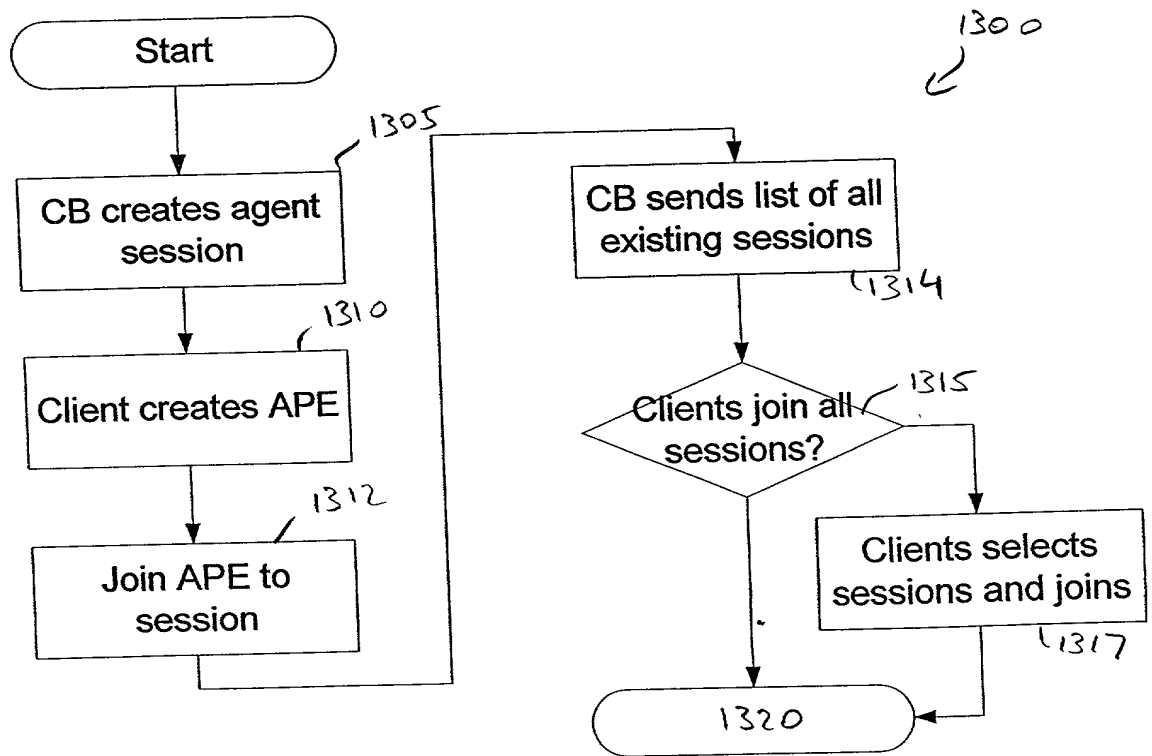 Start
1300
1305
CB creates agent
session
1310
Client creates APE
1312
Join APE to
session
CB sends list of all
existing sessions
1314
Clients join all
sessions?
1315
Clients selects
sessions and joins
1317
1320